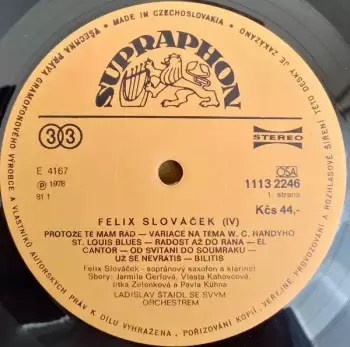 MADE IN CZECHOSLOVAKIA
VŠECHNA PRÁVA GRAMOFONOVÉHO VÝROBCE A VLASTNÍKŮ AUTORSKÝCH PRÁV K DÍLU VYHRAZENA. POŘIZOVÁNÍ KOPIÍ, VEŘEJNÉ PROVOZOVÁNÍ A ROZHLASOVÉ ŠÍŘENÍ TÉTO DESKY JE ZAKÁZÁNO
SUPRAPHON
33
STEREO
E 4167
℗ 1978
81 1
OSA
1113 2246
1. strana
Kčs 44,-
FELIX SLOVÁČEK (IV)
PROTOŽE TĚ MÁM RÁD — VARIACE NA TÉMA W. C. HANDYHO
ST. LOUIS BLUES — RADOST AŽ DO RÁNA — EL
CANTOR — OD SVÍTÁNÍ DO SOUMRAKU —
UŽ SE NEVRÁTÍŠ — BILITIS
Felix Slováček - sopránový saxofon a klarinet
Sbory: Jarmila Gerlová, Vlasta Kahovcová,
Jitka Zelenková a Pavla Kühna
LADISLAV ŠTAIDL SE SVÝM
ORCHESTREM